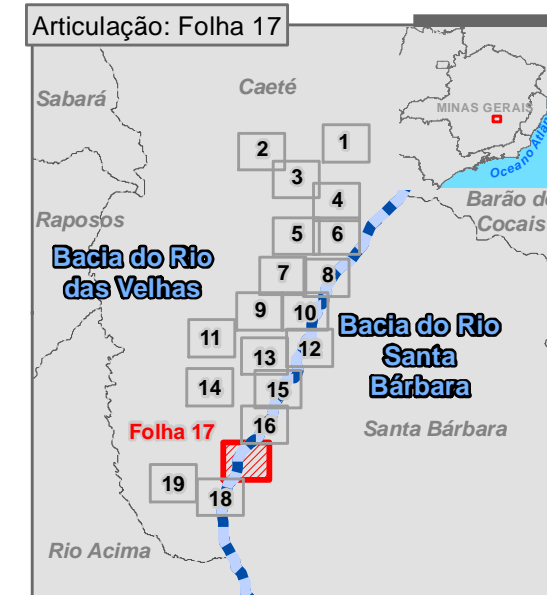 Articulação: Folha 17
Caeté
Sabará
MINAS GERAIS
1
2
3
4
Barão de
Cocais
Raposos
5
6
Bacia do Rio
das Velhas
7
8
9
10
Bacia do Rio
Santa
Bárbara
11
12
13
14
15
16
Folha 17
Santa Bárbara
19
18
Rio Acima